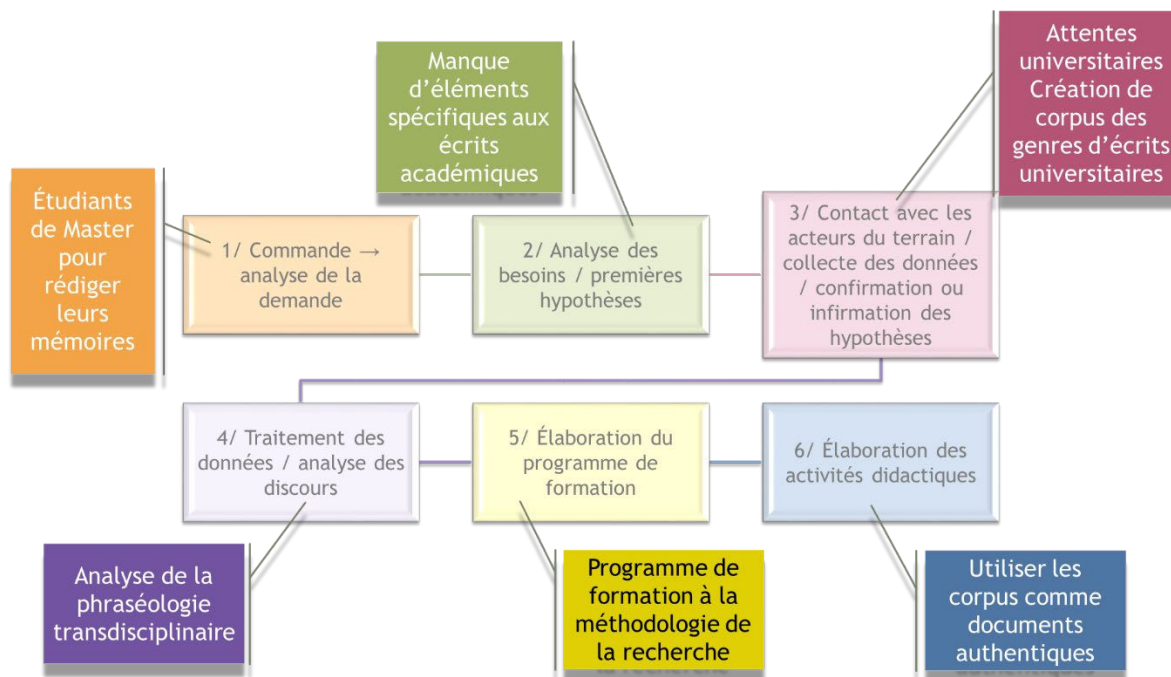 Étudiants
de Master
pour
rédiger
leurs
mémoires
1/ Commande →
analyse de la
demande
Manque
d’éléments
spécifiques aux
écrits
académiques
2/ Analyse des
besoins / premières
hypothèses
Attentes
universitaires
Création de
corpus des
genres d’écrits
universitaires
3/ Contact avec les
acteurs du terrain /
collecte des données
/ confirmation ou
infirmation des
hypothèses
4/ Traitement des
données / analyse des
discours
Analyse de la
phraséologie
transdisciplinaire
5/ Élaboration du
programme de
formation
Programme de
formation à la
méthodologie de
la recherche
6/ Élaboration des
activités didactiques
Utiliser les
corpus comme
documents
authentiques